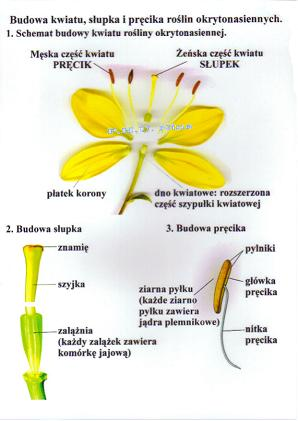 Budowa kwiatu, słupka i pręcika roślin okrytonasiennych.
1. Schemat budowy kwiatu rośliny okrytonasiennej.
Męska część kwiatu
PRĘCIK
Żeńska część kwiatu
SŁUPEK
płatek korony
dno kwiatowe: rozszerzona
część szypułki kwiatowej
2. Budowa słupka
znamię
szyjka
zalążnia
(każdy zalążek zawiera
komórkę jajową)
3. Budowa pręcika
pylniki
główka
pręcika
ziarna pyłku
(każde ziarno
pyłku zawiera
jądra plemnikowe)
nitka
pręcika